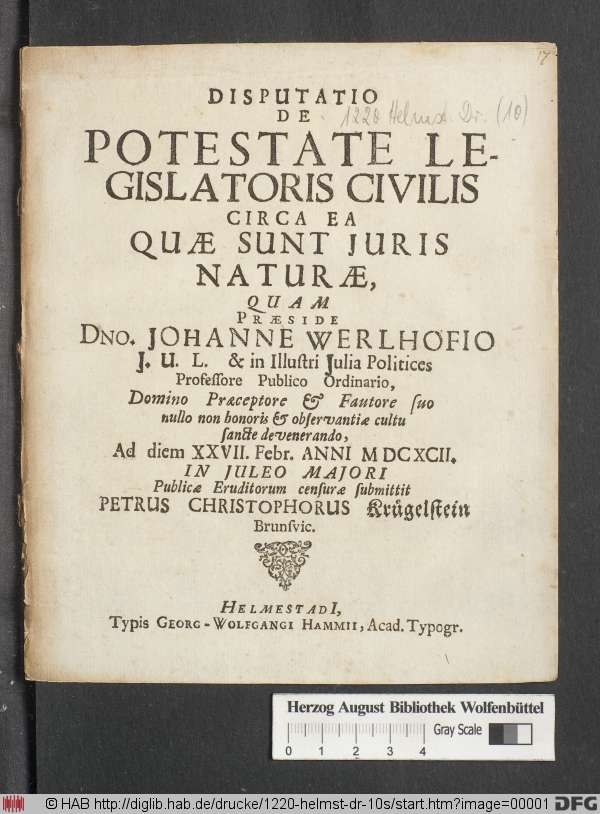 17
DISPUTATIO
DE
1220 Helmst. Dr. (10)
POTESTATE LE-
GISLATORIS CIVILIS
CIRCA EA
QUÆ SUNT JURIS
NATURÆ,
QUAM
PRÆSIDE
DNO. JOHANNE WERLHOFIO
J. U. L. & in Illuſtri Julia Politices
Profeſſore Publico Ordinario,
Domino Præceptore & Fautore ſuo
nullo non honoris & obſervantiæ cultu
ſancte devenerando,
Ad diem XXVII. Febr. ANNI MDCXCII.
IN JULEO MAJORI
Publicæ Eruditorum cenſuræ ſubmittit
PETRUS CHRISTOPHORUS Krügelſtein
Brunſvic.
HELMESTADI,
Typis GEORG-WOLFGANGI HAMMII, Acad. Typogr.
Herzog August Bibliothek Wolfenbüttel
Gray Scale
0 1 2 3 4
© HAB http://diglib.hab.de/drucke/1220-helmst-dr-10s/start.htm?image=00001 DFG